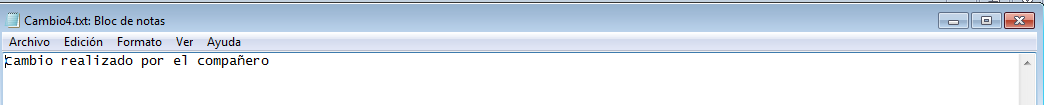 Cambio4.txt: Bloc de notas
Archivo Edición Formato Ver Ayuda
Cambio realizado por el compañero